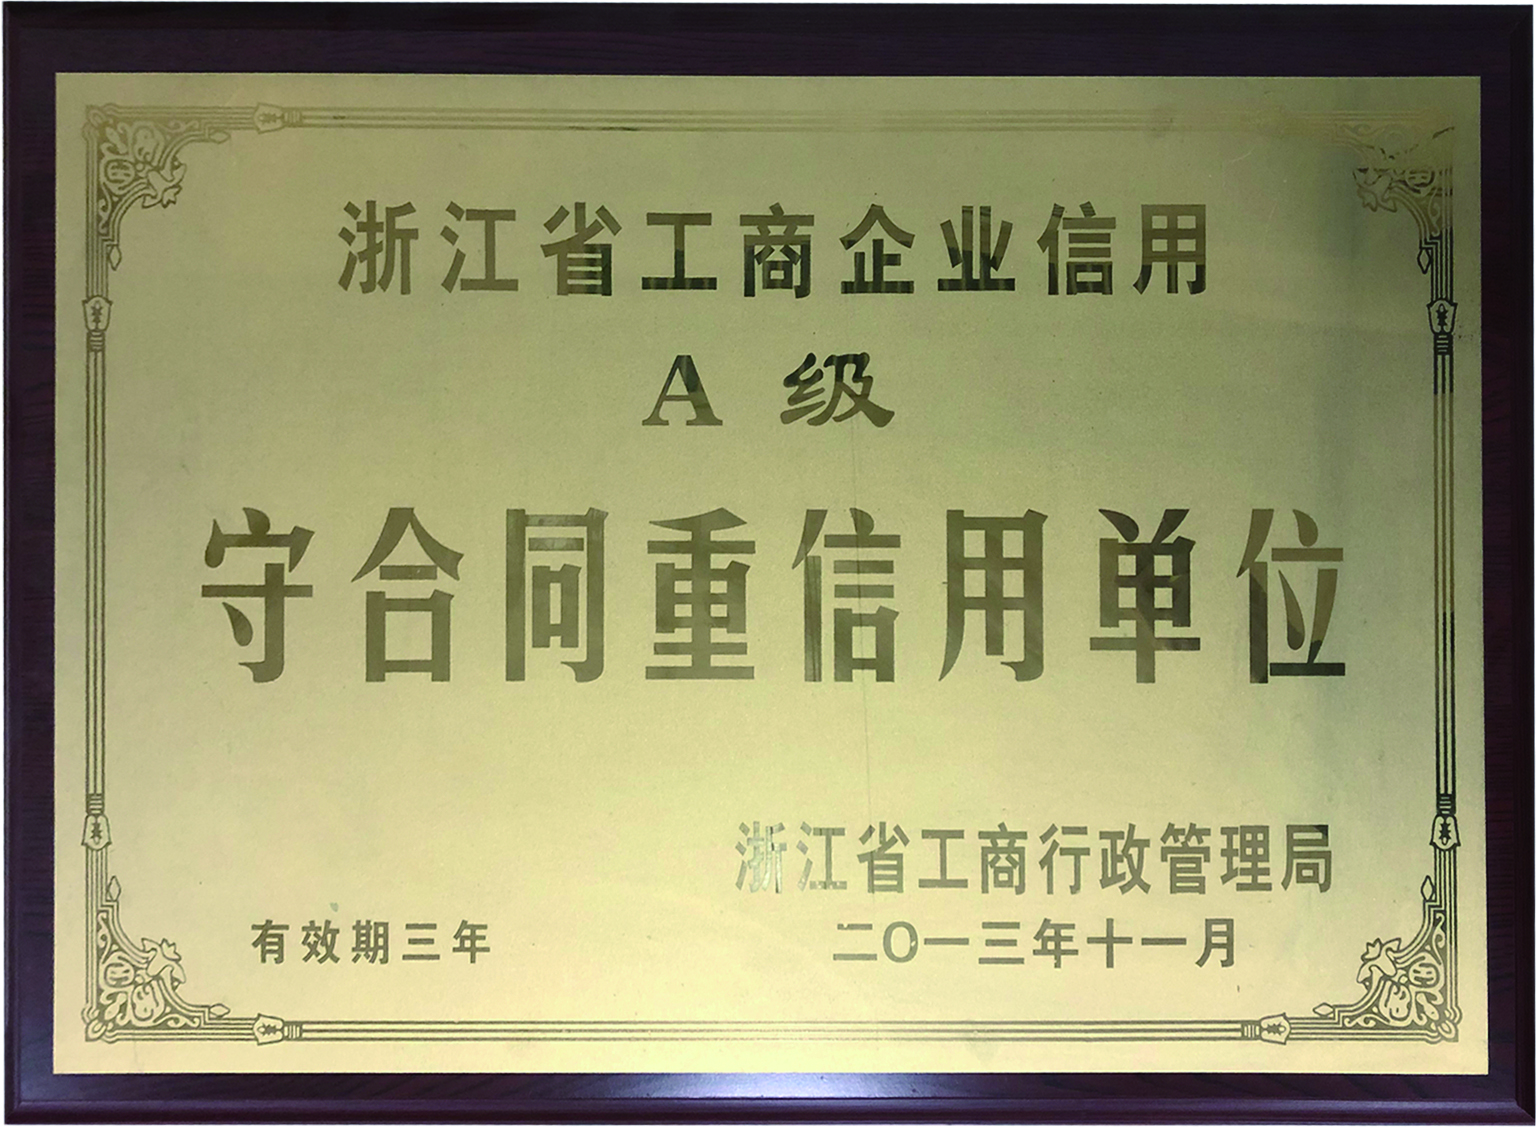 浙江省工商企业信用
A 级
守合同重信用单位
浙江省工商行政管理局
有效期三年
二〇一三年十一月